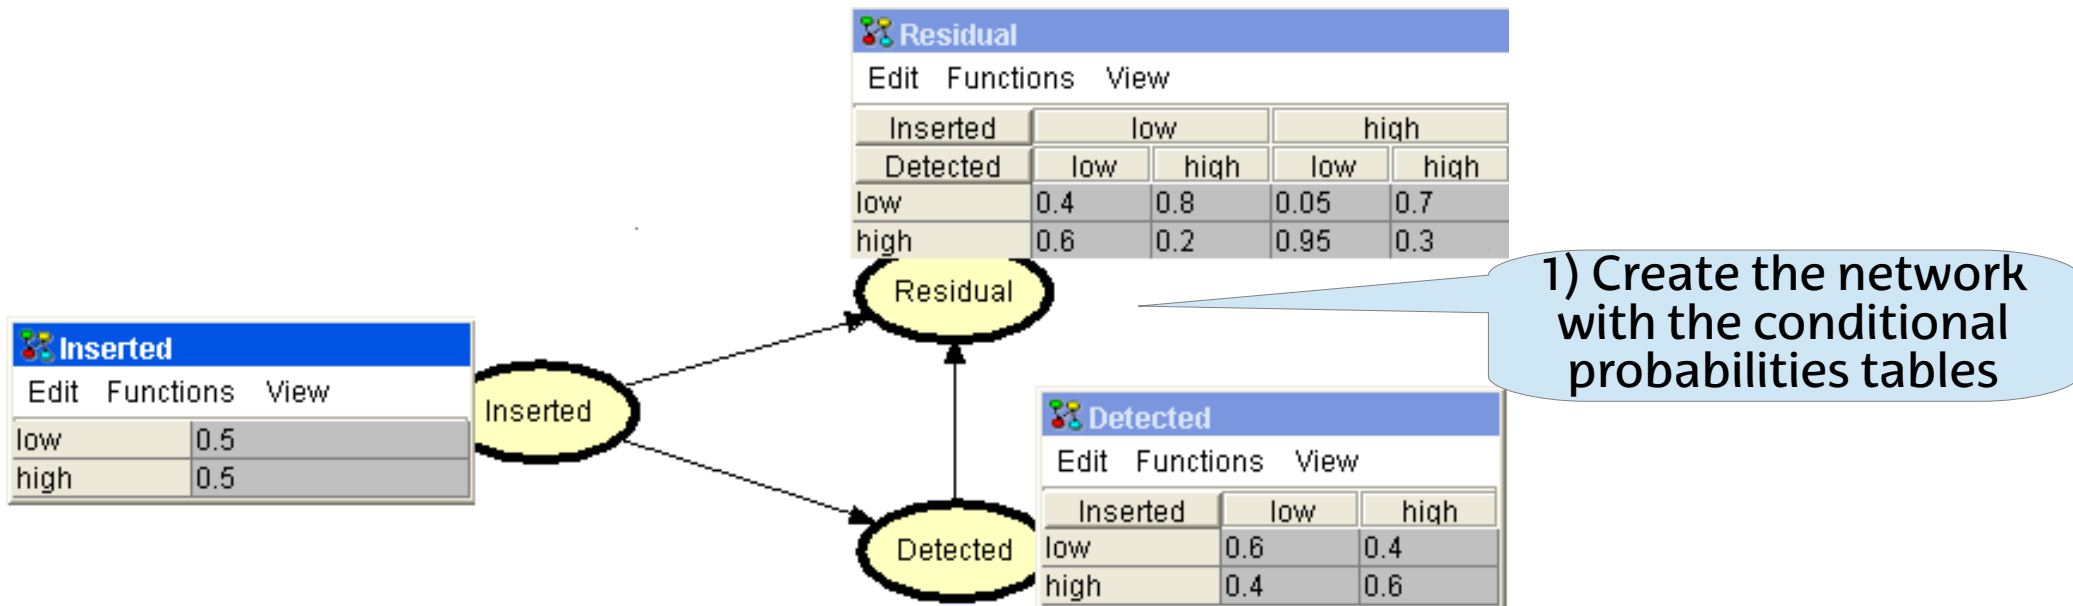 Residual
Edit Functions View
Inserted low high
Detected low high low high
low 0.4 0.8 0.05 0.7
high 0.6 0.2 0.95 0.3
Residual
1) Create the network
with the conditional
probabilities tables
Inserted
Edit Functions View
low 0.5
high 0.5
Inserted
Detected
Edit Functions View
Inserted low high
low 0.6 0.4
high 0.4 0.6
Detected